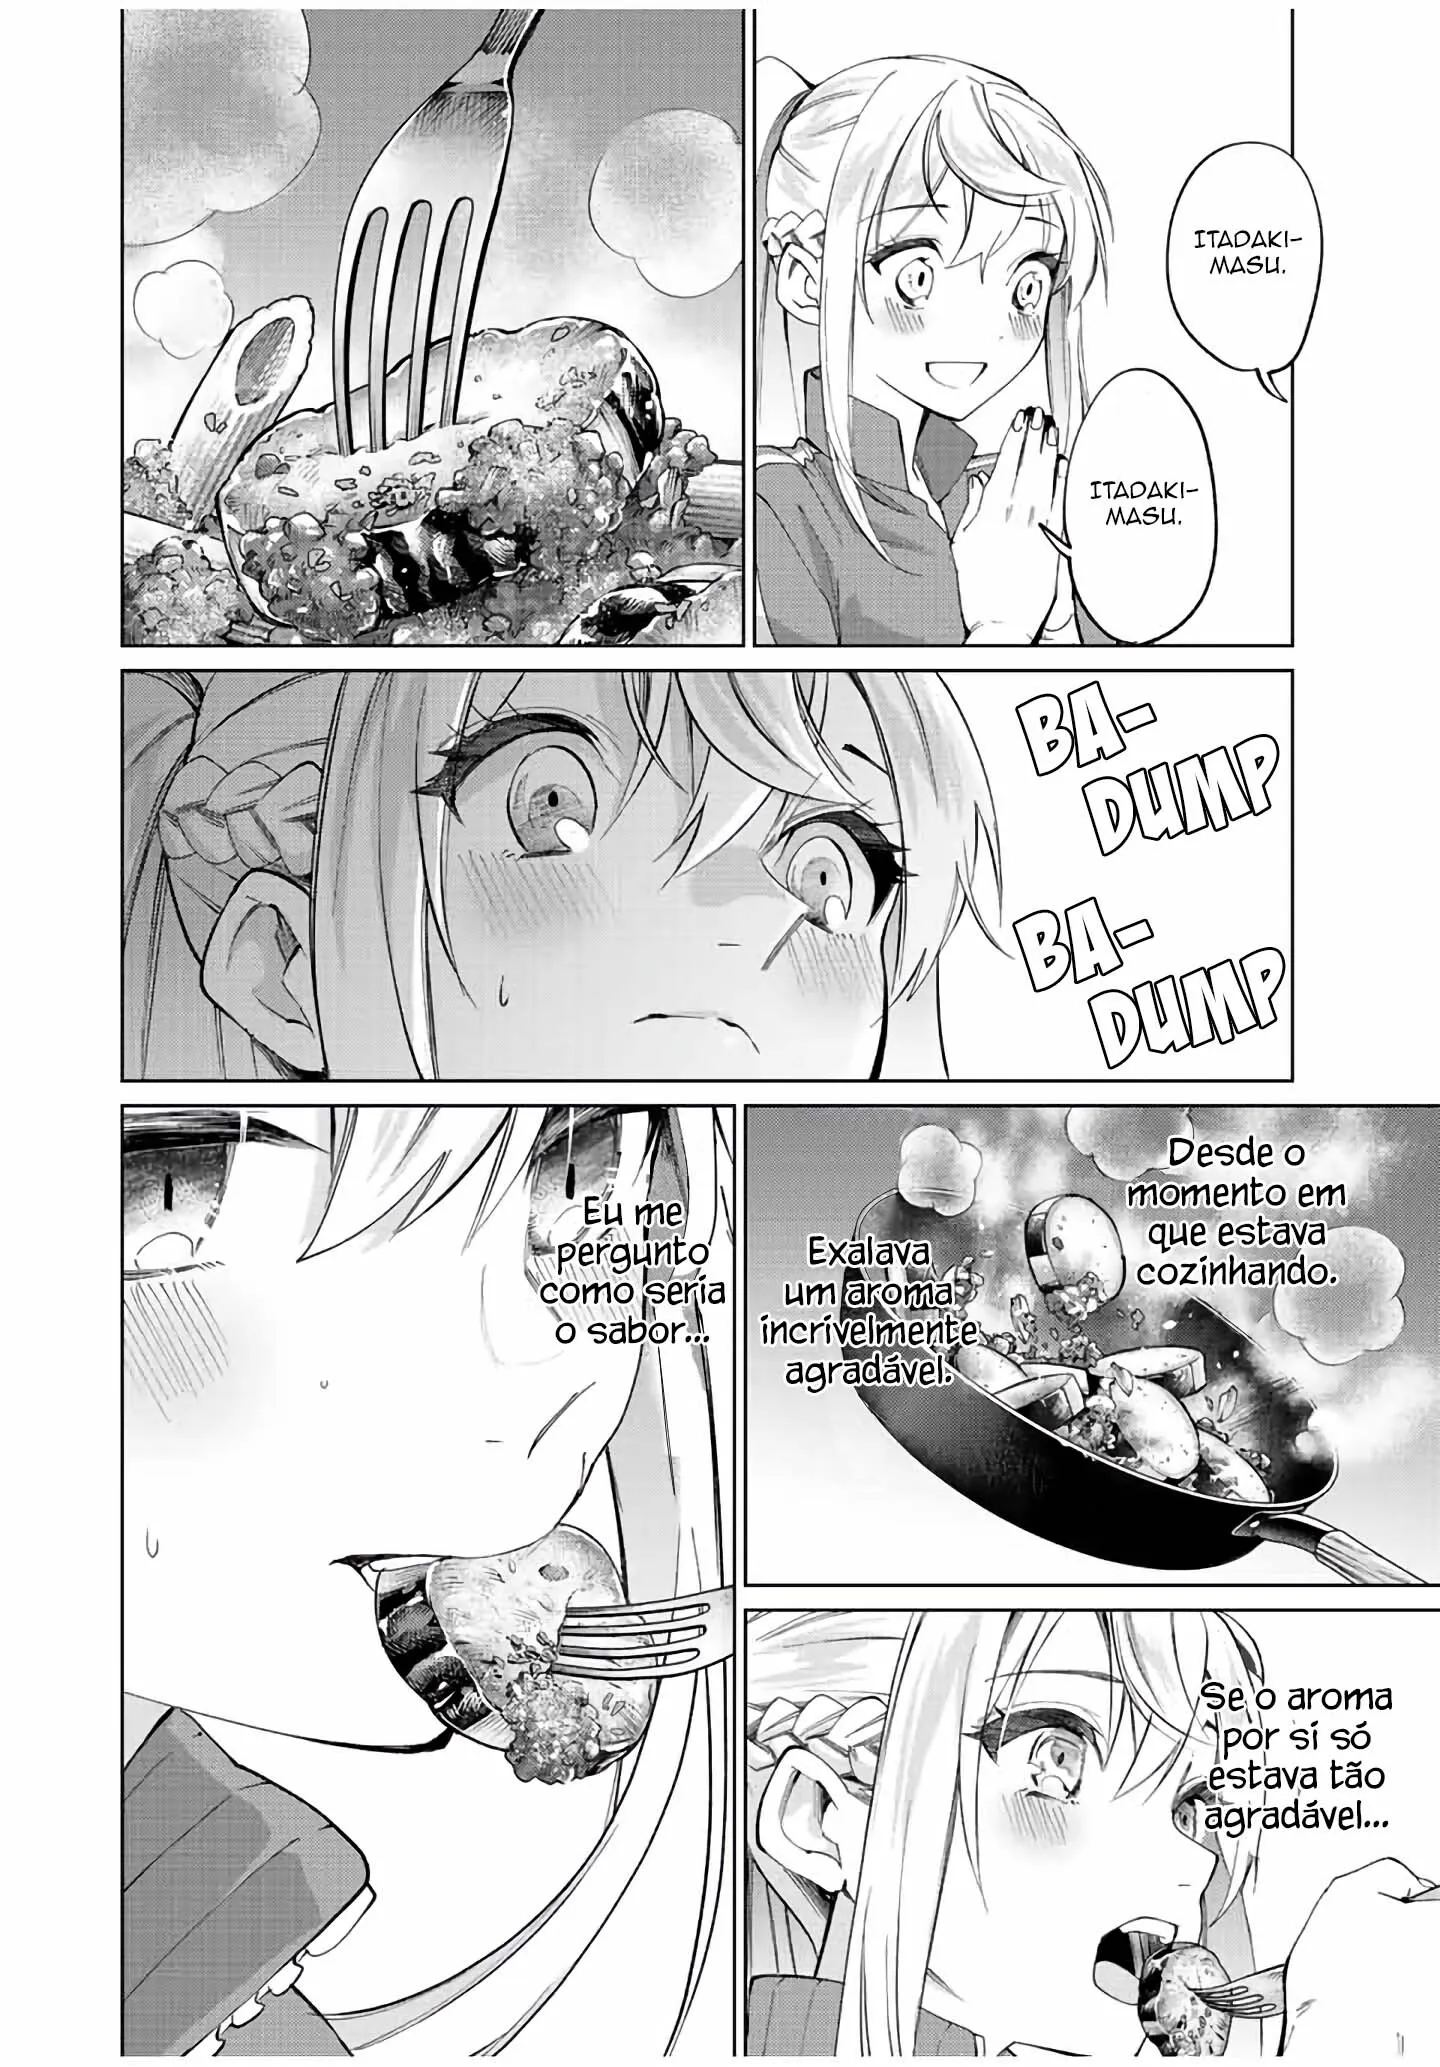 ITADAKI-
MASU.
ITADAKI-
MASU.
BA-
DUMP
BA-
DUMP
Desde o
momento em
que estava
cozinhando.
Exalava
um aroma
incrivelmente
agradável.
Se o aroma
por si só
estava tão
agradável...
Eu me
pergunto
como seria
o sabor...